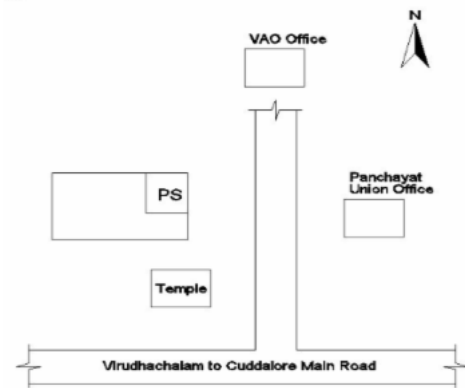 N
VAO Office
PS
Panchayat
Union Office
Temple
Virudhachalam to Cuddalore Main Road